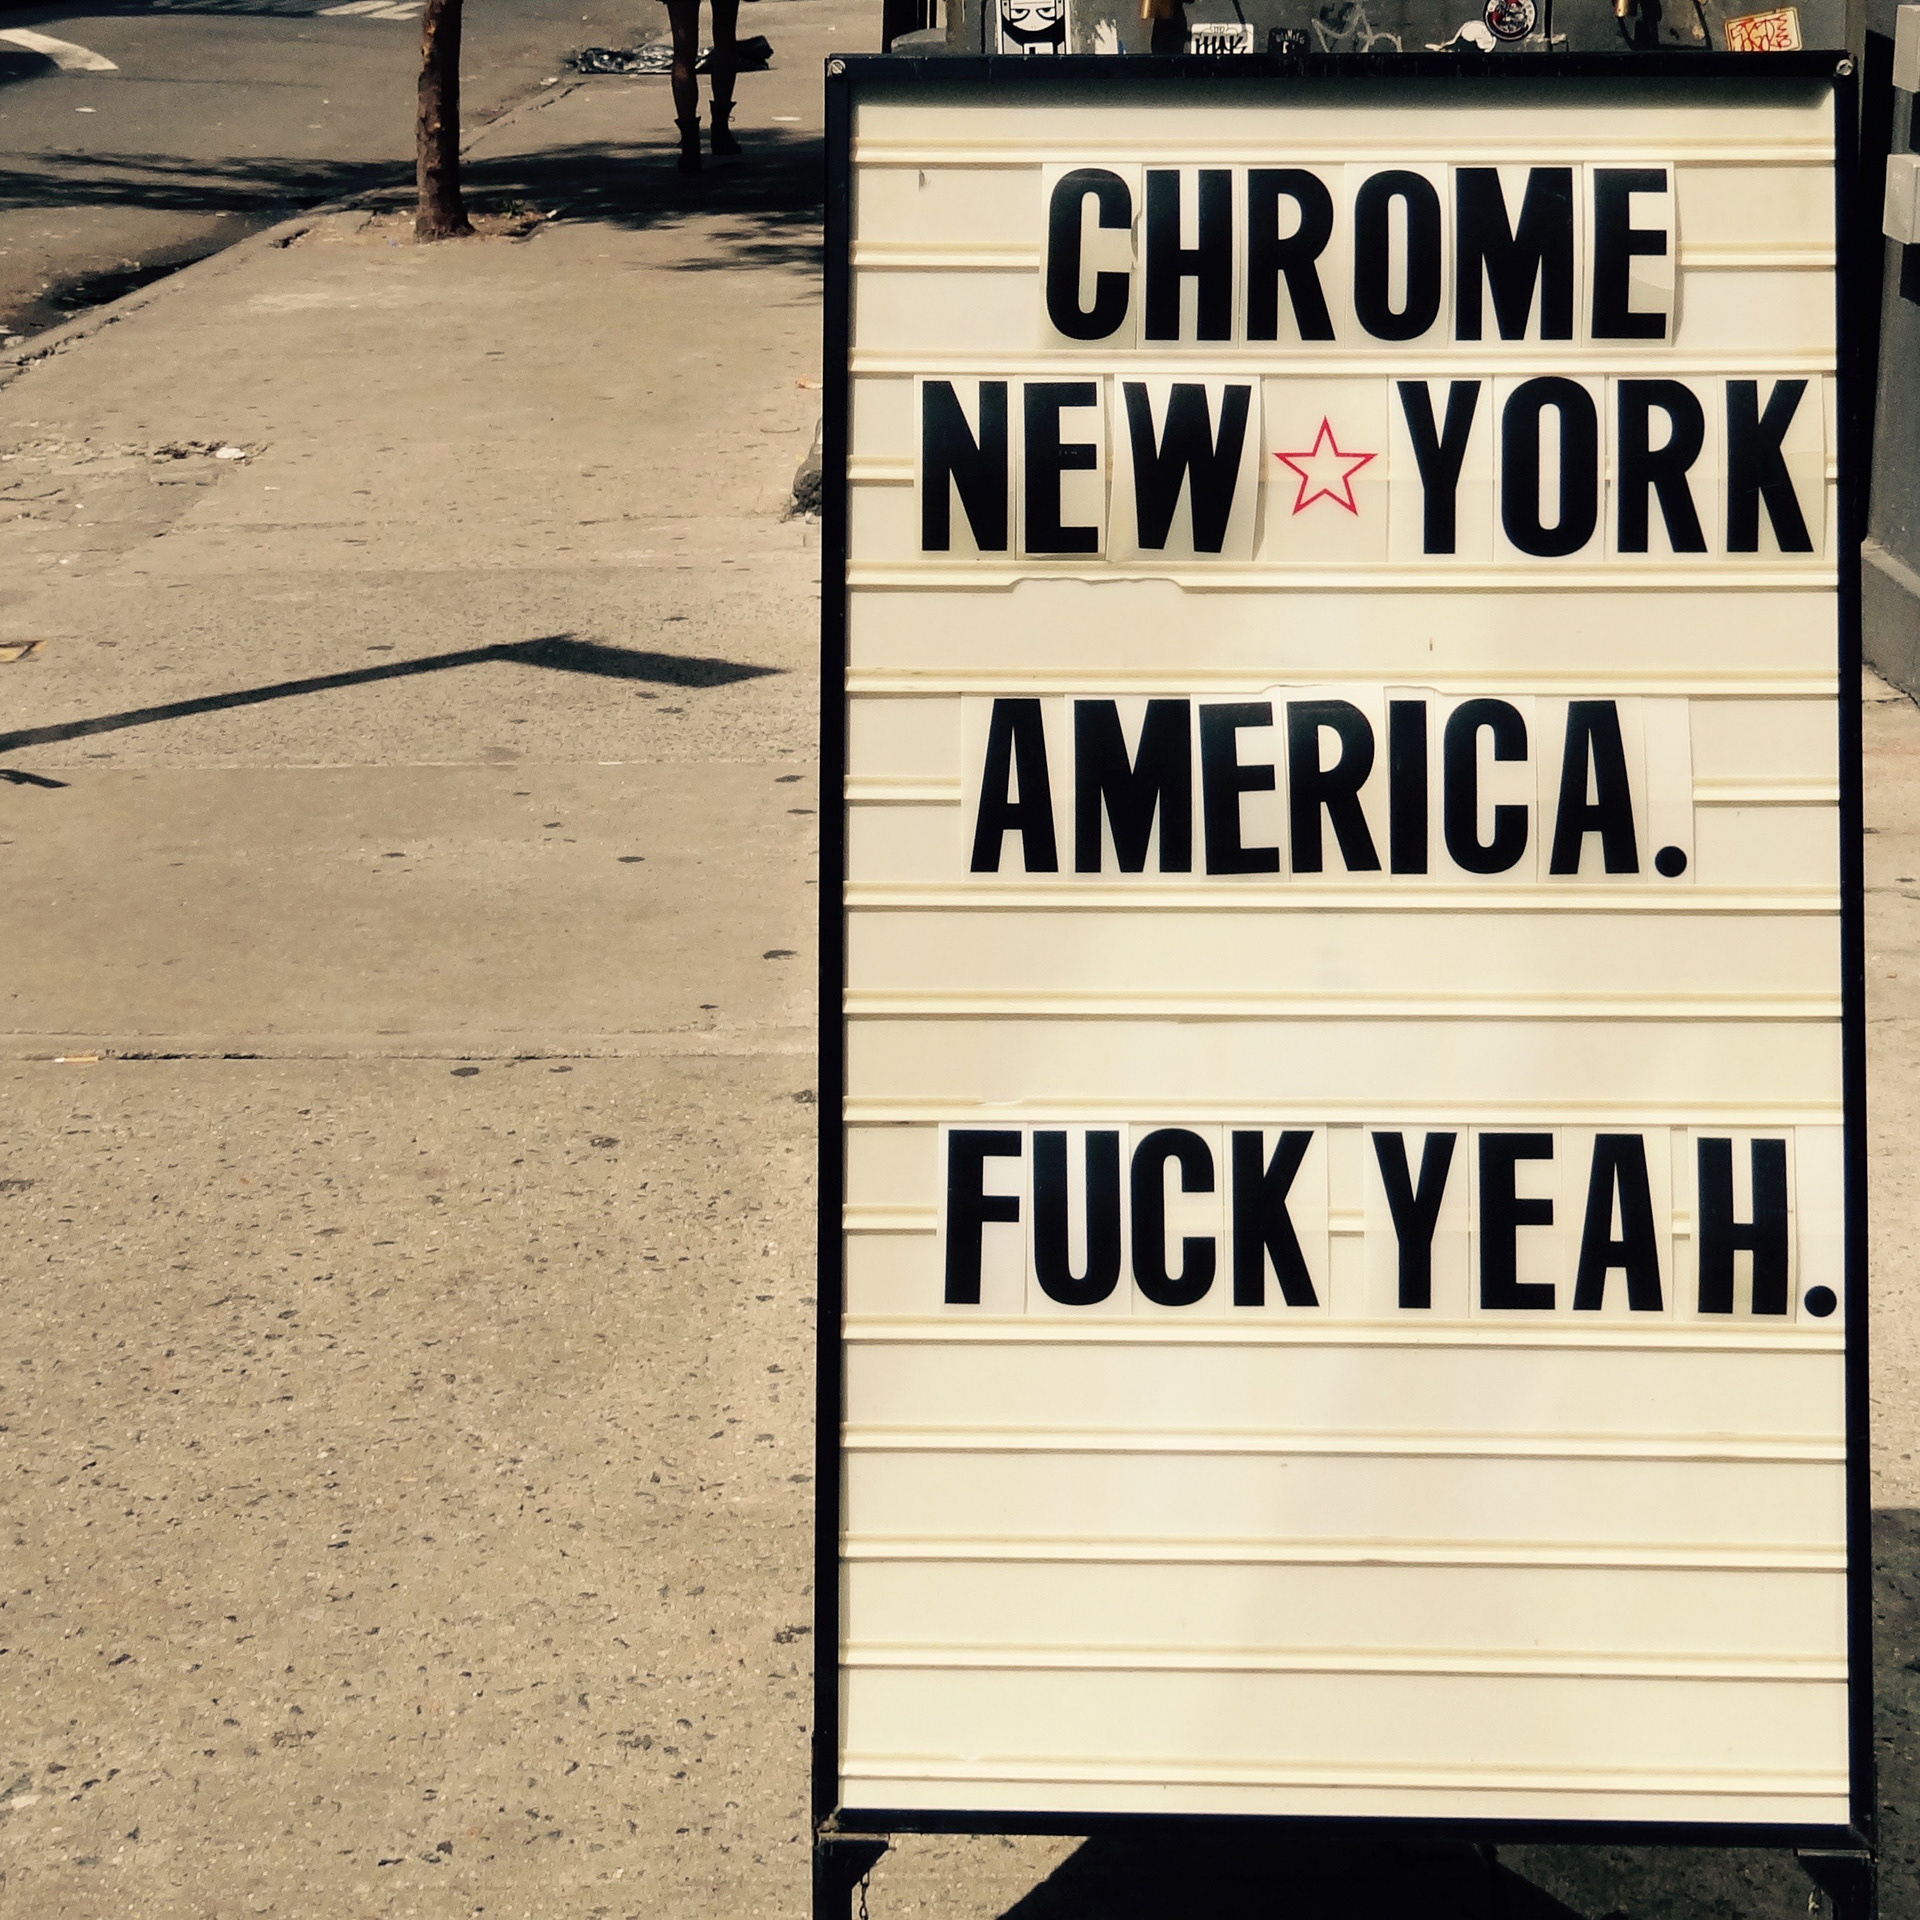 CHROME
NEW ☆ YORK
AMERICA.
FUCK YEAH.